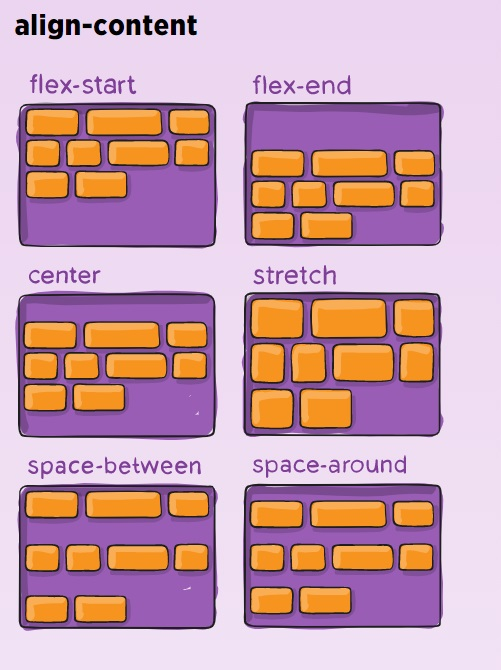 align-content
flex-start
flex-end
center
stretch
space-between
space-around